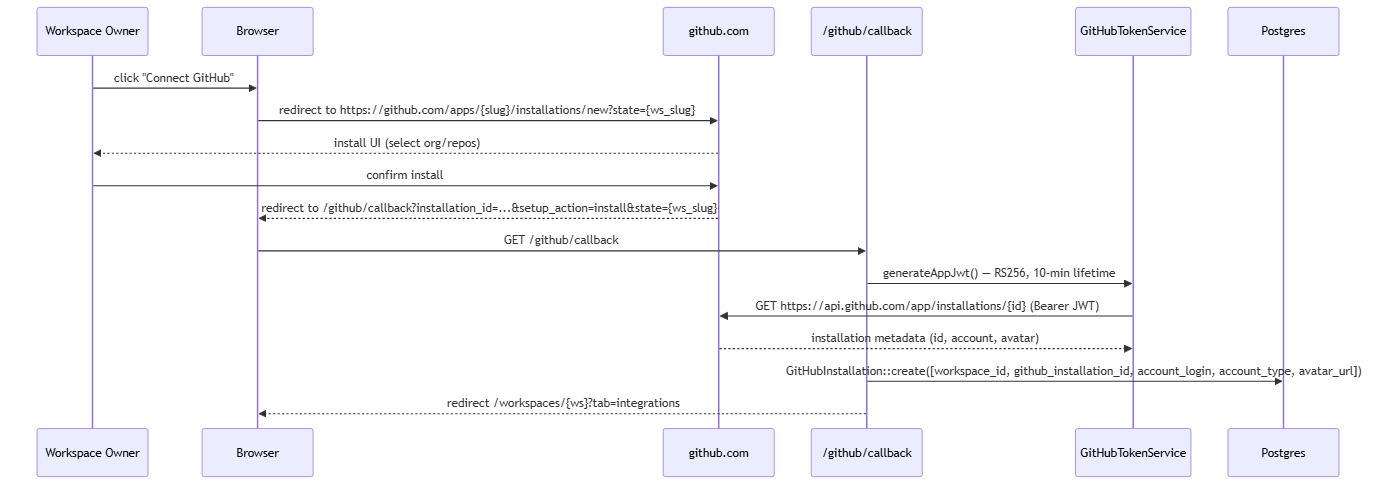 Workspace Owner
Browser
github.com
/github/callback
GitHubTokenService
Postgres
click "Connect GitHub"
redirect to https://github.com/apps/{slug}/installations/new?state={ws_slug}
install UI (select org/repos)
confirm install
redirect to /github/callback?installation_id=...&setup_action=install&state={ws_slug}
GET /github/callback
generateAppJwt() — RS256, 10-min lifetime
GET https://api.github.com/app/installations/{id} (Bearer JWT)
installation metadata (id, account, avatar)
GitHubInstallation::create([workspace_id, github_installation_id, account_login, account_type, avatar_url])
redirect /workspaces/{ws}?tab=integrations
Workspace Owner
Browser
github.com
/github/callback
GitHubTokenService
Postgres